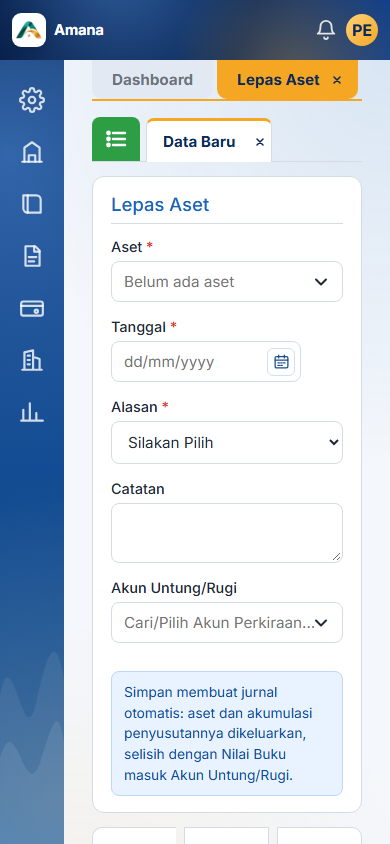 Amana
PE
Dashboard
Lepas Aset ×
Data Baru ×
Lepas Aset
Aset *
Belum ada aset
Tanggal *
dd/mm/yyyy
Alasan *
Silakan Pilih
Catatan
Akun Untung/Rugi
Cari/Pilih Akun Perkiraan...
Simpan membuat jurnal
otomatis: aset dan akumulasi
penyusutannya dikeluarkan,
selisih dengan Nilai Buku
masuk Akun Untung/Rugi.